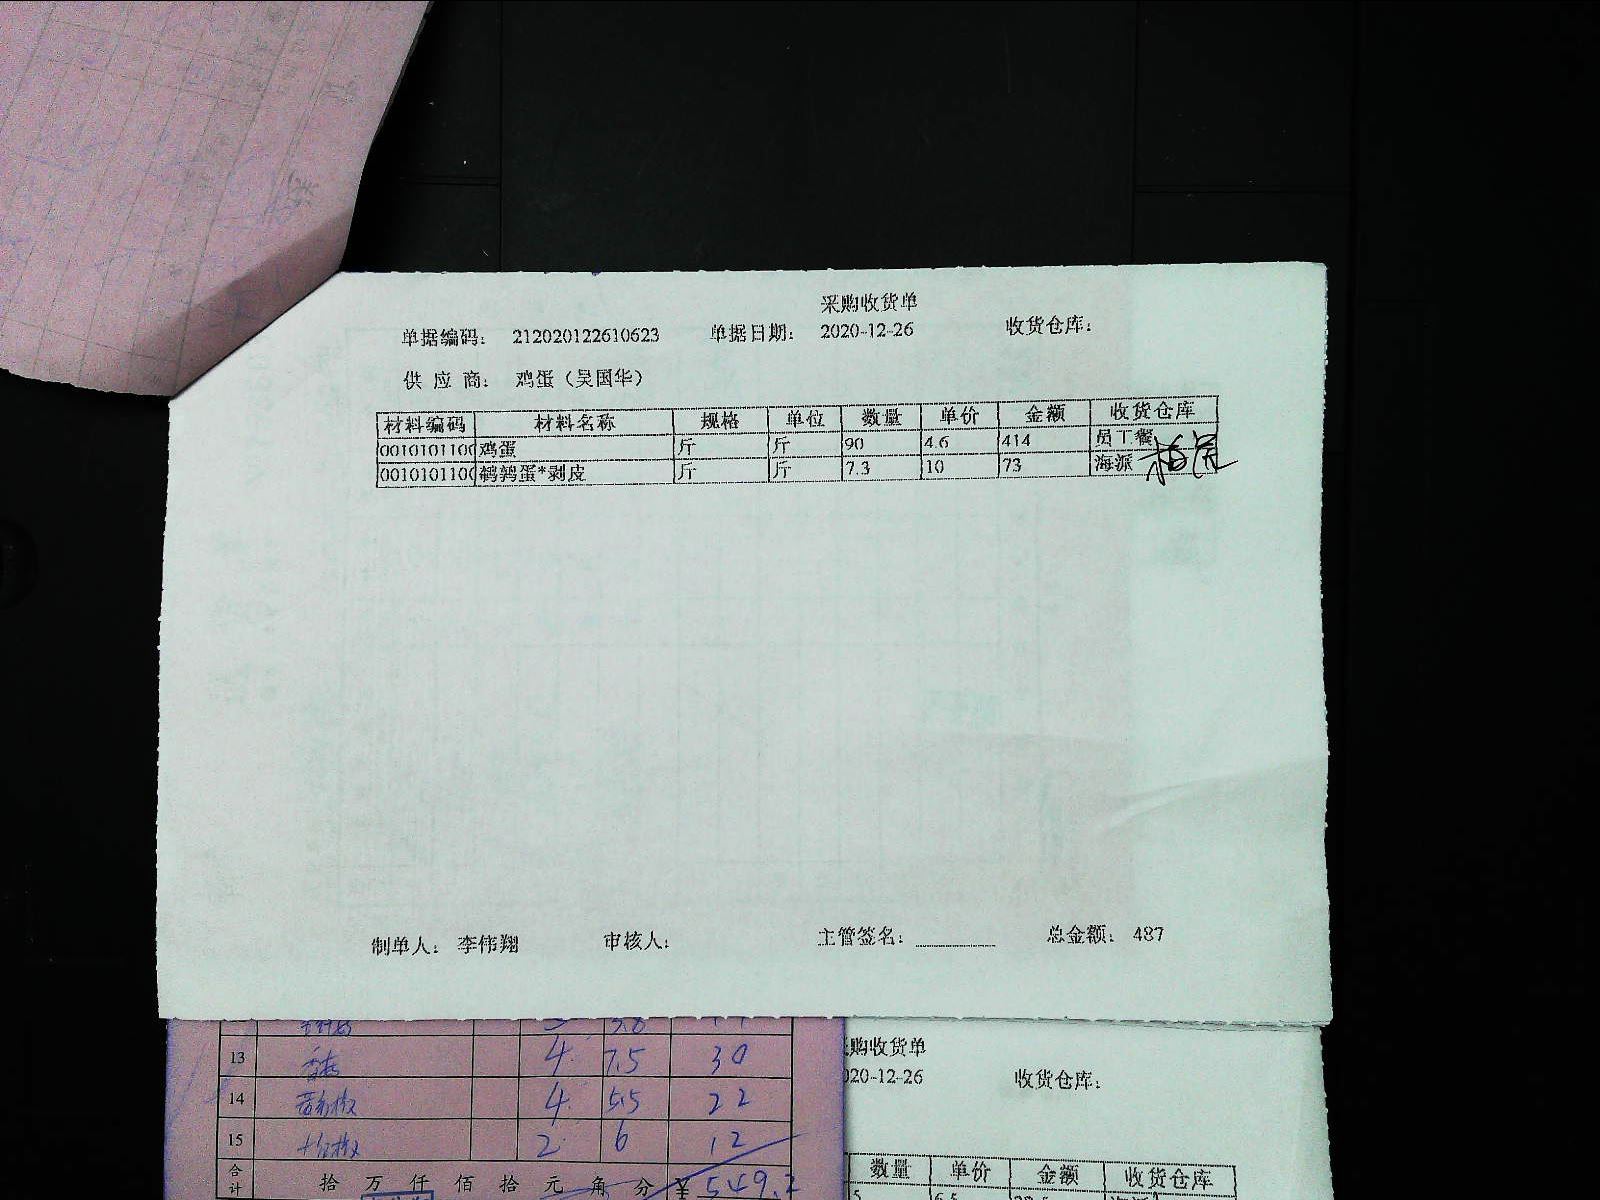 采购收货单
单据编码： 212020122610623 单据日期： 2020-12-26 收货仓库：
供 应 商： 鸡蛋（吴国华）
材料编码 材料名称 规格 单位 数量 单价 金额 收货仓库
0010101100 鸡蛋 斤 斤 90 4.6 414 员工餐
0010101100 鹌鹑蛋*剥皮 斤 斤 7.3 10 73 海派
制单人： 李伟翔 审核人： 主管签名： 总金额： 487
13 4 7.5 30
14 4 5.5 22
15 2 6 12
合计 拾 万 仟 佰 拾 元 角 分 ¥ 549.2
购收货单
020-12-26 收货仓库：
数量 单价 金额 收货仓库